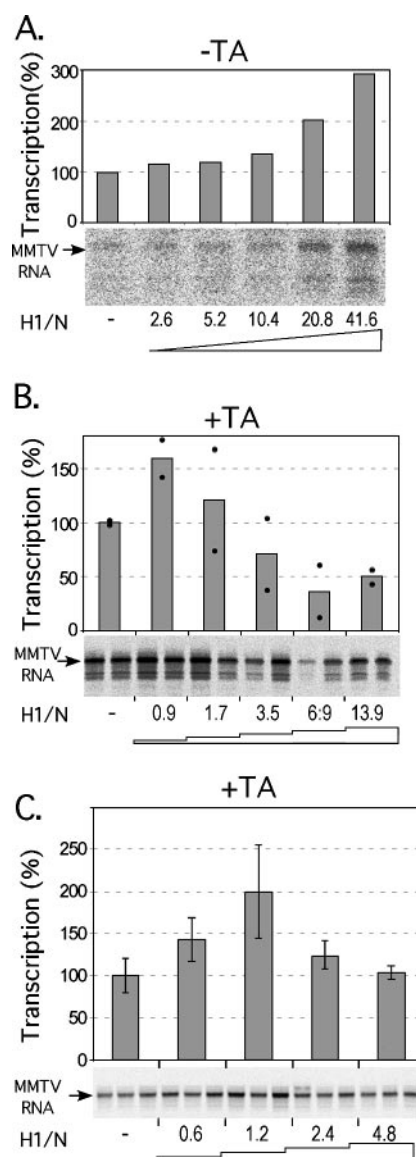 A.
-TA
Transcription(%)
300
200
100
0
MMTV
RNA
H1/N - 2.6 5.2 10.4 20.8 41.6
B.
+TA
Transcription (%)
150
100
50
0
MMTV
RNA
H1/N - 0.9 1.7 3.5 6:9 13.9
C.
+TA
Transcription (%)
250
200
150
100
50
0
MMTV
RNA
H1/N - 0.6 1.2 2.4 4.8